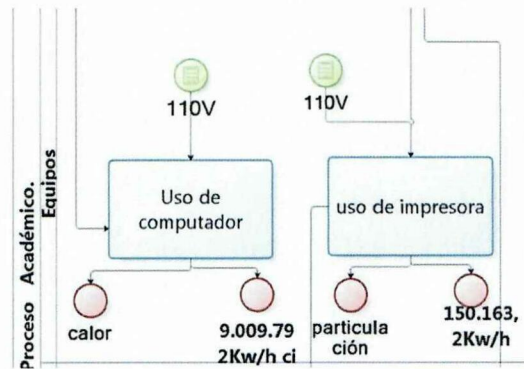 Proceso Académico.
Equipos
110V
110V
Uso de
computador
uso de impresora
calor
9.009.79
2Kw/h ci
particula
ción
150.163,
2Kw/h